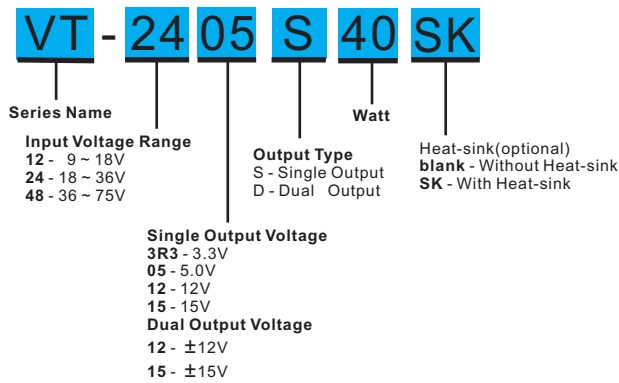 VT - 24 05 S 40 SK
Series Name
Watt
Input Voltage Range
12 - 9 ~ 18V
24 - 18 ~ 36V
48 - 36 ~ 75V
Output Type
S - Single Output
D - Dual Output
Heat-sink(optional)
blank - Without Heat-sink
SK - With Heat-sink
Single Output Voltage
3R3 - 3.3V
05 - 5.0V
12 - 12V
15 - 15V
Dual Output Voltage
12 - ±12V
15 - ±15V